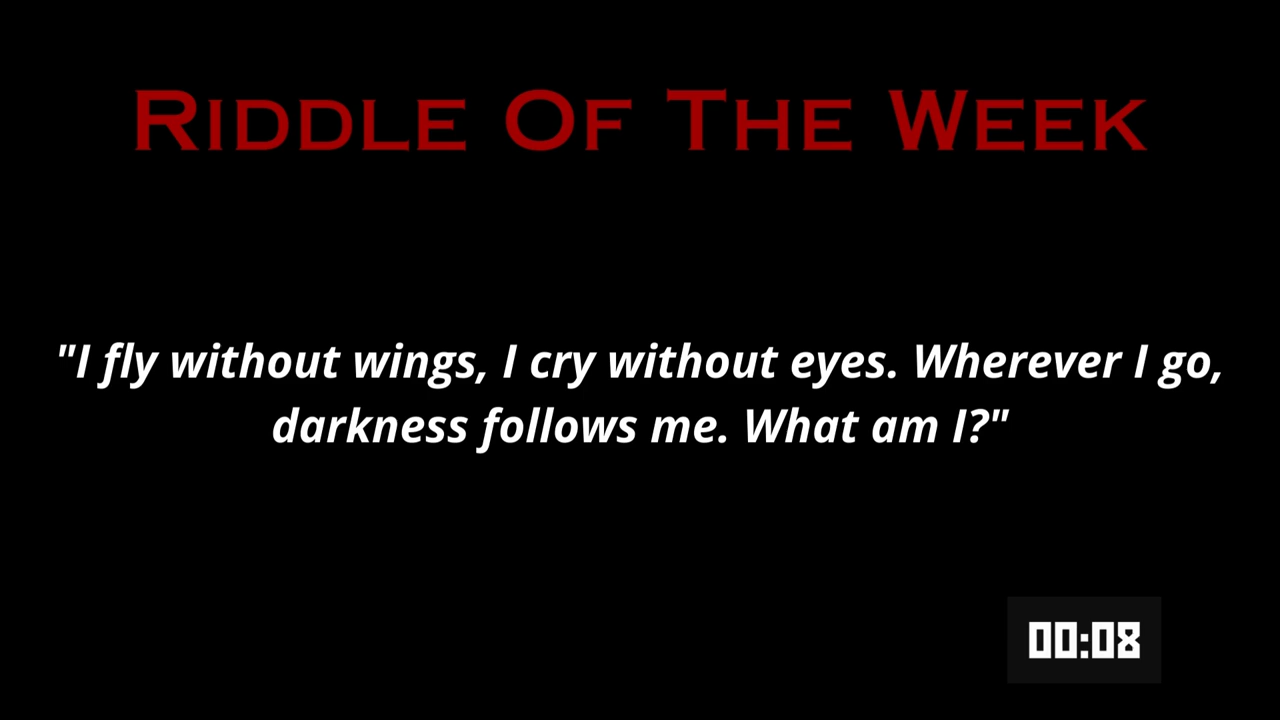 Riddle Of The Week
"I fly without wings, I cry without eyes. Wherever I go,
darkness follows me. What am I?"
00:08